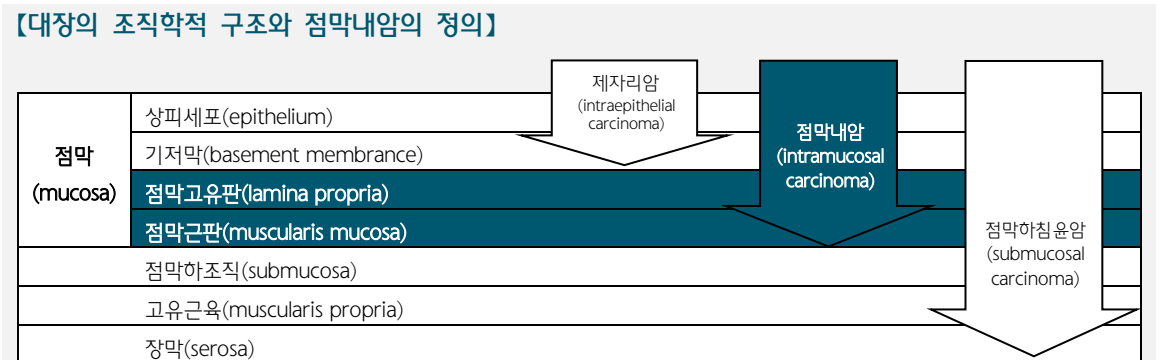 【대장의 조직학적 구조와 점막내암의 정의】
제자리암
(intraepithelial
carcinoma)
점막내암
(intramucosal
carcinoma)
점막하침윤암
(submucosal
carcinoma)
점막
(mucosa)
상피세포(epithelium)
기저막(basement membrance)
점막고유판(lamina propria)
점막근판(muscularis mucosa)
점막하조직(submucosa)
고유근육(muscularis propria)
장막(serosa)